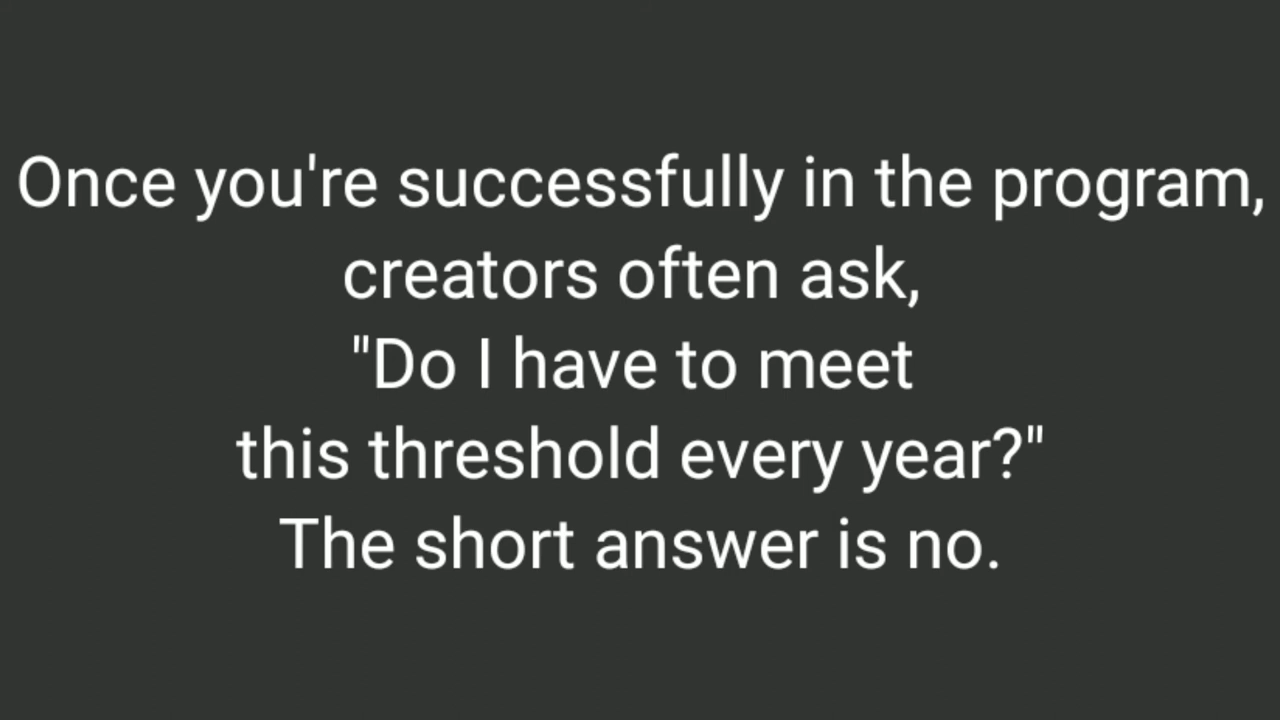 Once you're successfully in the program,
creators often ask,
"Do I have to meet
this threshold every year?"
The short answer is no.